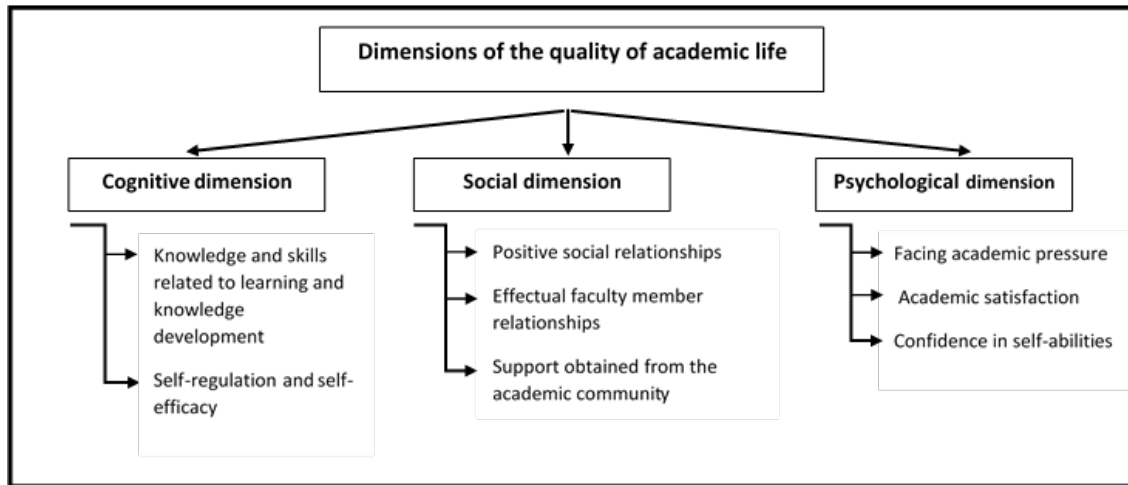 Dimensions of the quality of academic life
Cognitive dimension
Knowledge and skills
related to learning and
knowledge
development
Self-regulation and self-
efficacy
Social dimension
Positive social relationships
Effectual faculty member
relationships
Support obtained from the
academic community
Psychological dimension
Facing academic pressure
Academic satisfaction
Confidence in self-abilities